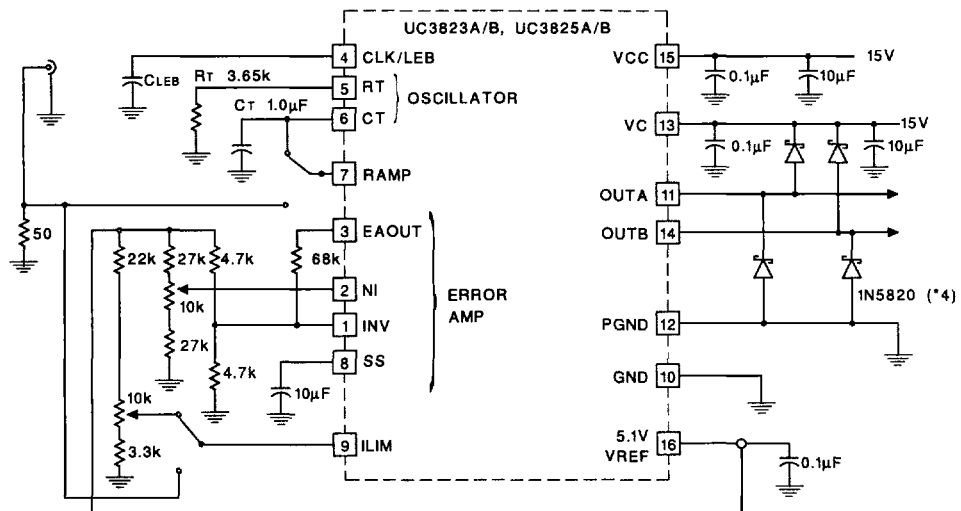 UC3823A/B, UC3825A/B
4 CLK/LEB
CLEB
RT 3.65k
5 RT
OSCILLATOR
CT 1.0µF
6 CT
7 RAMP
50
3 EAOUT
22k
27k
4.7k
68k
2 NI
10k
ERROR
AMP
1 INV
27k
8 SS
4.7k
10µF
10k
9 ILIM
3.3k
VCC 15
15V
0.1µF
10µF
VC 13
15V
0.1µF
10µF
OUTA 11
OUTB 14
1N5820 (*4)
PGND 12
GND 10
5.1V
VREF 16
0.1µF